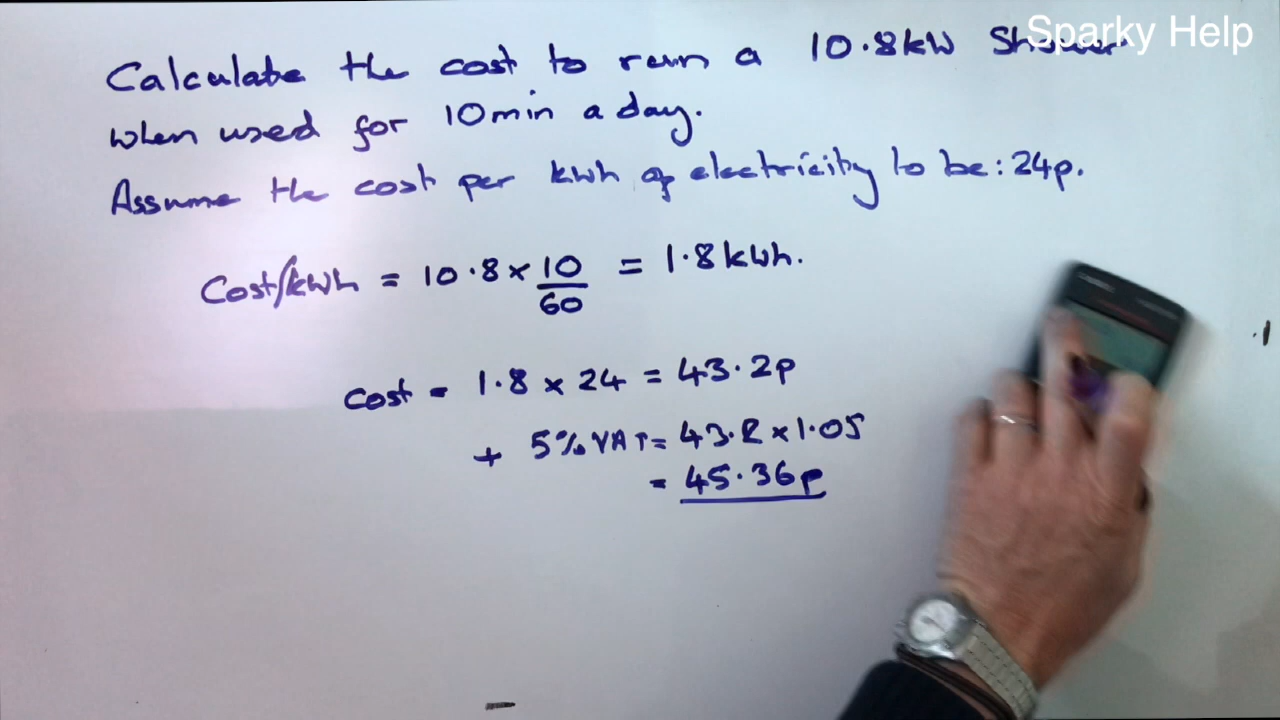 Sparky Help
Calculate the cost to run a 10.8kW Shower
when used for 10min a day.
Assume the cost per kwh of electricity to be: 24p.
Cost/kWh = 10.8 × 10/60 = 1.8 kWh.
cost = 1.8 × 24 = 43.2p
+ 5% VAT = 43.2 × 1.05
= 45.36p